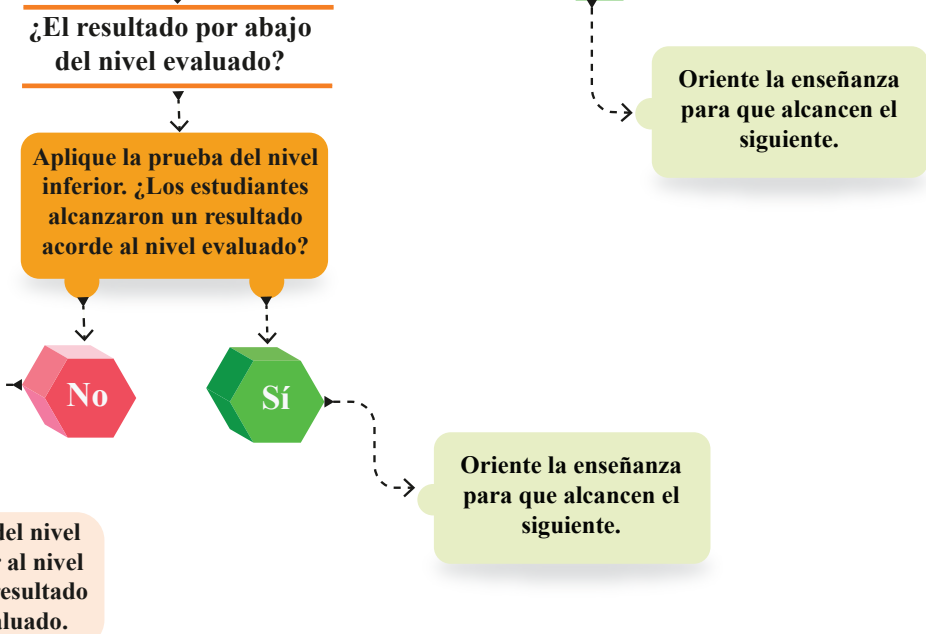 ¿El resultado por abajo
del nivel evaluado?
Oriente la enseñanza
para que alcancen el
siguiente.
Aplique la prueba del nivel
inferior. ¿Los estudiantes
alcanzaron un resultado
acorde al nivel evaluado?
No
Sí
Oriente la enseñanza
para que alcancen el
siguiente.
del nivel
al nivel
resultado